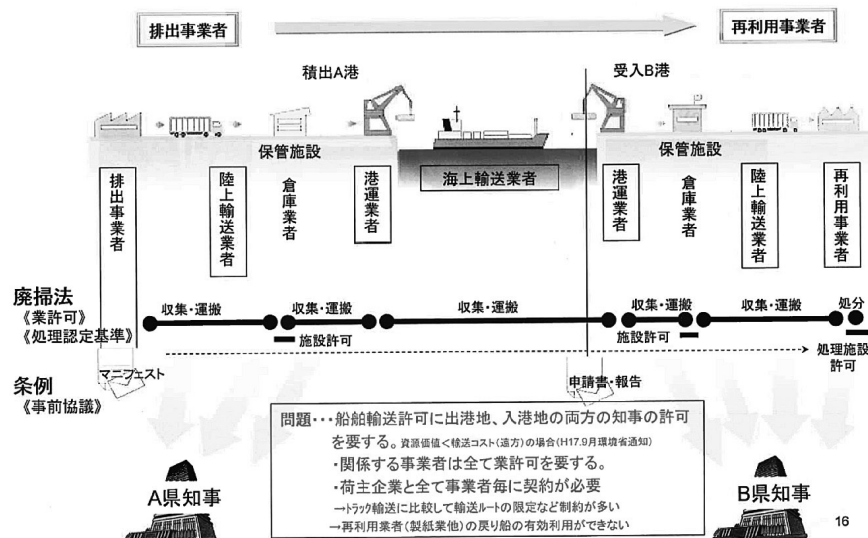 排出事業者
再利用事業者
積出A港
受入B港
保管施設
保管施設
排出事業者
陸上輸送業者
倉庫業者
港運業者
海上輸送業者
港運業者
倉庫業者
陸上輸送業者
再利用事業者
廃掃法
《業許可》
《処理認定基準》
収集・運搬
収集・運搬
収集・運搬
収集・運搬
収集・運搬
処分
施設許可
施設許可
処理施設
許可
マニフェスト
申請書・報告
条例
《事前協議》
問題・・・船舶輸送許可に出港地、入港地の両方の知事の許可
を要する。資源価値＜輸送コスト(遠方)の場合(H17.9月環境省通知)
・関係する事業者は全て業許可を要する。
・荷主企業と全て事業者毎に契約が必要
→トラック輸送に比較して輸送ルートの限定など制約が多い
→再利用業者(製紙業他)の戻り船の有効利用ができない
A県知事
B県知事
16